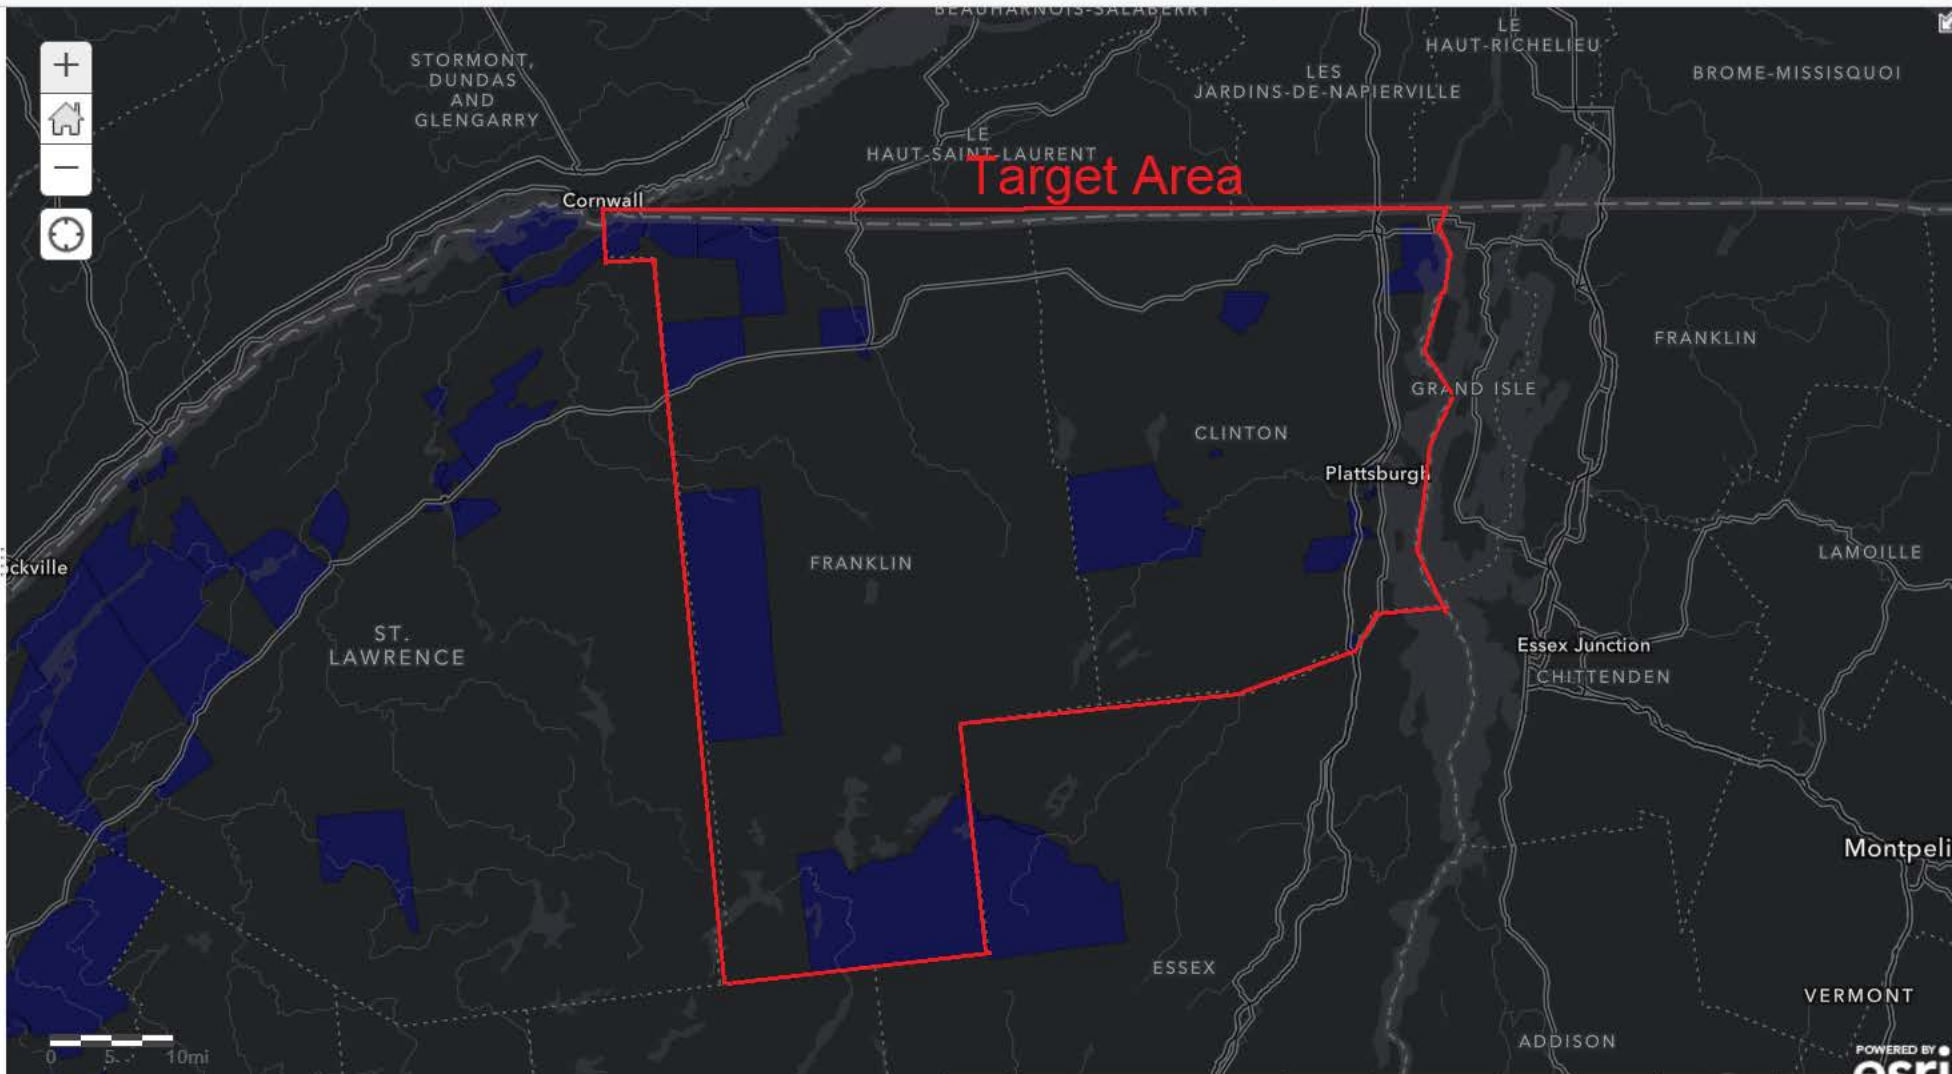 BEAUHARNOIS-SALABERRY
LE
HAUT-RICHELIEU
STORMONT,
DUNDAS
AND
GLENGARRY
LES
JARDINS-DE-NAPIERVILLE
BROME-MISSISQUOI
LE
HAUT-SAINT-LAURENT
Target Area
Cornwall
FRANKLIN
GRAND ISLE
CLINTON
Plattsburgh
ckville
FRANKLIN
LAMOILLE
ST.
LAWRENCE
Essex Junction
CHITTENDEN
Montpeli
ESSEX
VERMONT
ADDISON
0 5 10mi
POWERED BY
esri